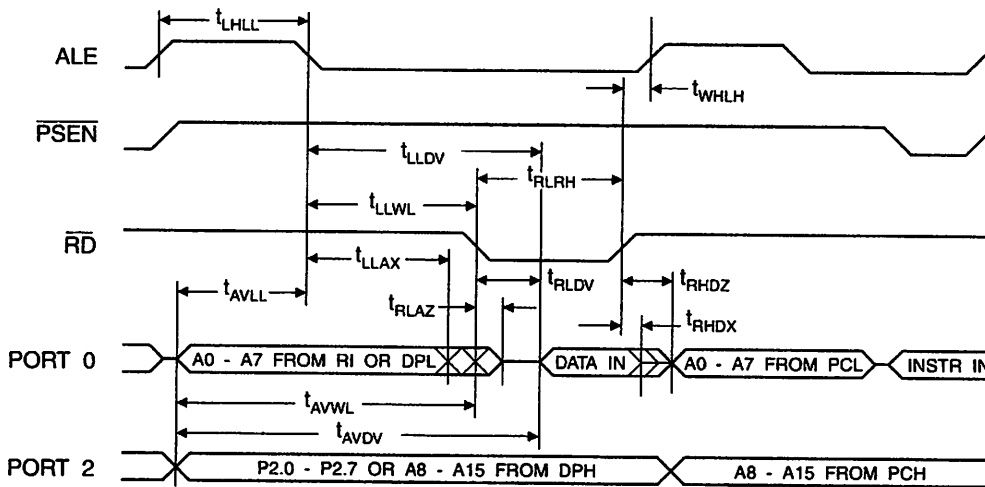 tLHLL
ALE
tWHLH
PSEN
tLLDV
tRLRH
tLLWL
RD
tLLAX
tRLDV
tRHDZ
tAVLL
tRLAZ
tRHDX
PORT 0
A0 - A7 FROM RI OR DPL
DATA IN
A0 - A7 FROM PCL
INSTR IN
tAVWL
tAVDV
PORT 2
P2.0 - P2.7 OR A8 - A15 FROM DPH
A8 - A15 FROM PCH